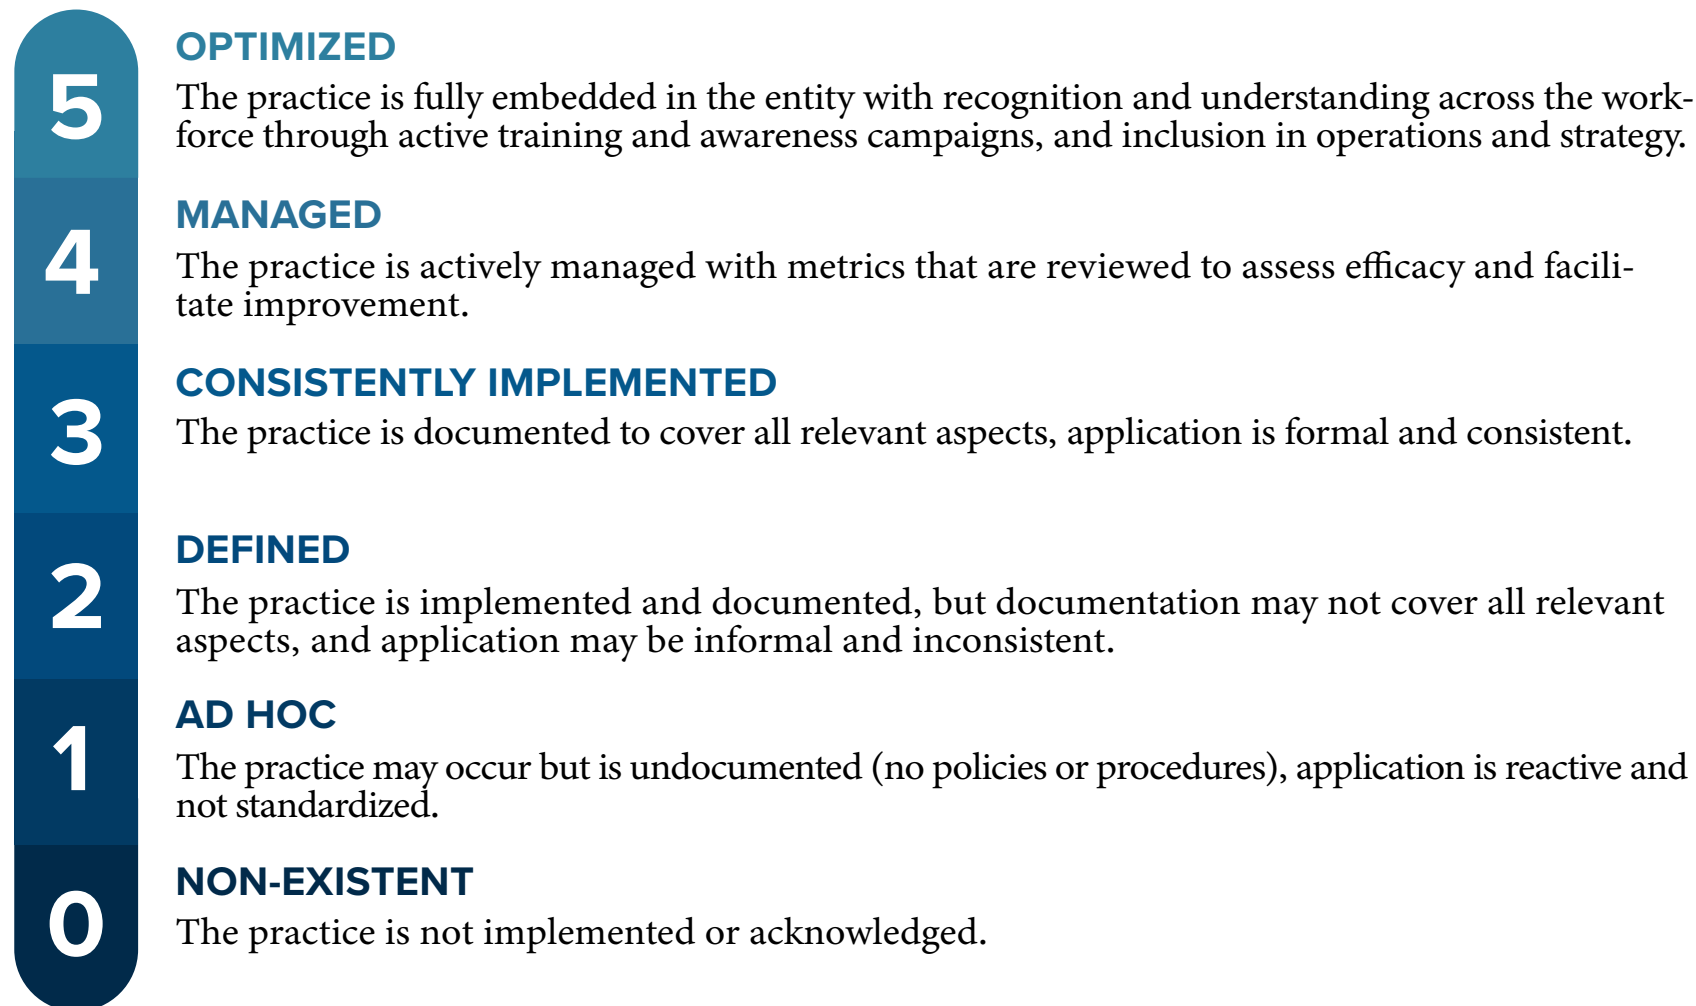 5
OPTIMIZED
The practice is fully embedded in the entity with recognition and understanding across the work-
force through active training and awareness campaigns, and inclusion in operations and strategy.
4
MANAGED
The practice is actively managed with metrics that are reviewed to assess efficacy and facili-
tate improvement.
3
CONSISTENTLY IMPLEMENTED
The practice is documented to cover all relevant aspects, application is formal and consistent.
2
DEFINED
The practice is implemented and documented, but documentation may not cover all relevant
aspects, and application may be informal and inconsistent.
1
AD HOC
The practice may occur but is undocumented (no policies or procedures), application is reactive and
not standardized.
0
NON-EXISTENT
The practice is not implemented or acknowledged.